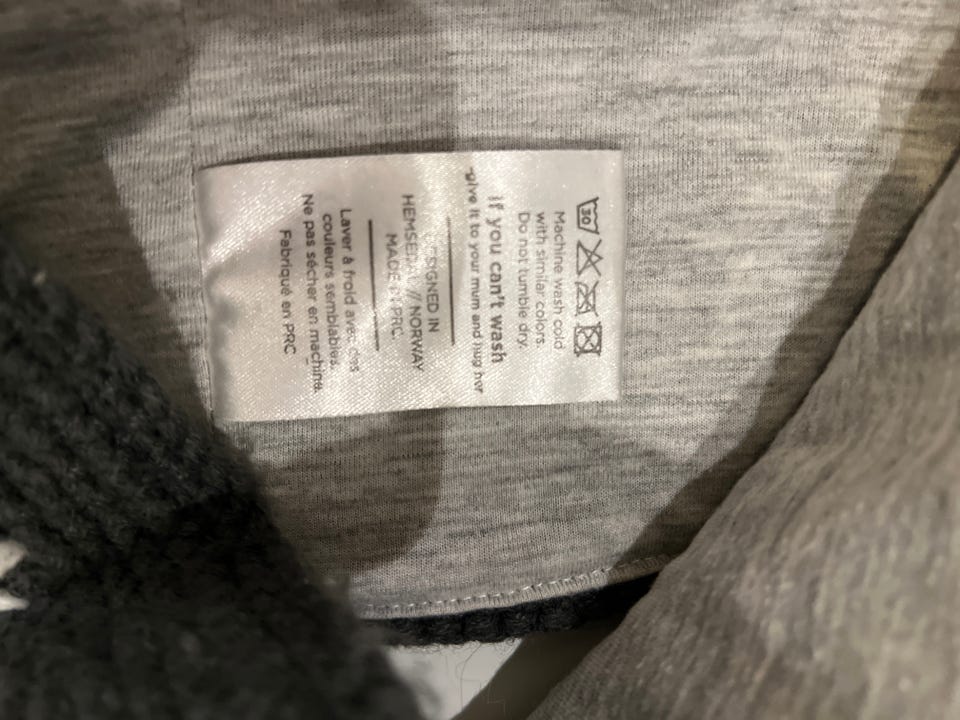 30
Machine wash cold
with similar colors.
Do not tumble dry.
if you can't wash
give it to your mum and hug her
DESIGNED IN
HEMSEDAL // NORWAY
MADE IN PRC.
Laver à froid avec des
couleurs semblables.
Ne pas sécher en machine.
Fabriqué en PRC